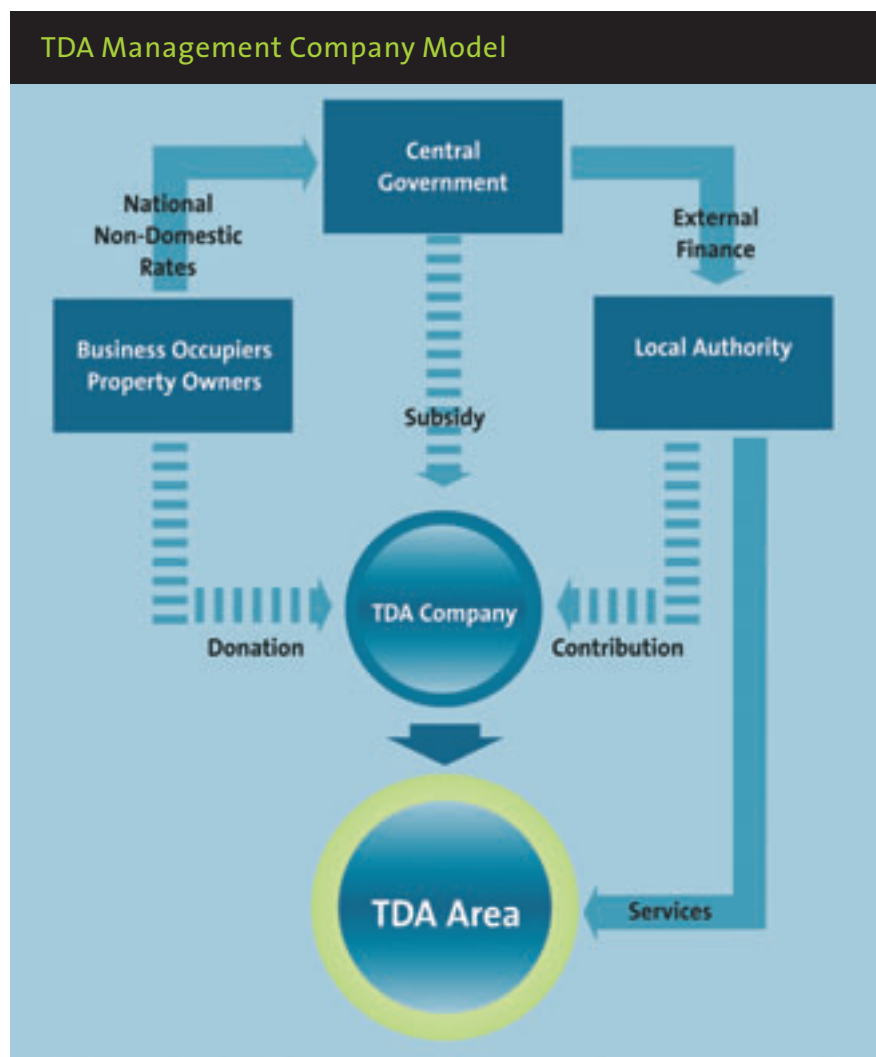 TDA Management Company Model
Central
Government
National
Non-Domestic
Rates
External
Finance
Business Occupiers
Property Owners
Local Authority
Subsidy
TDA Company
Donation
Contribution
TDA Area
Services